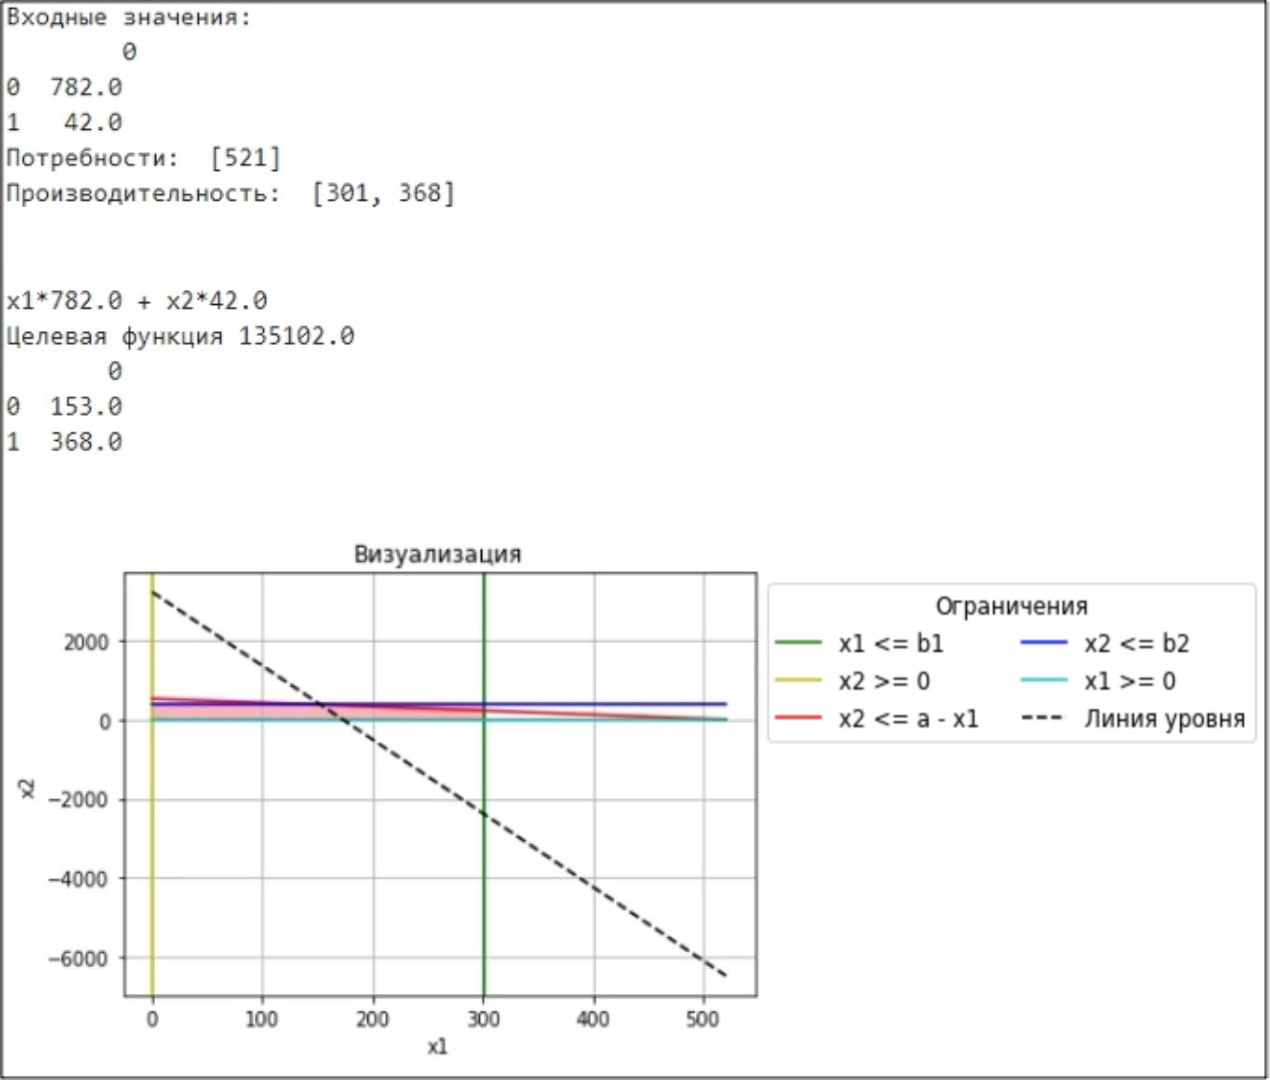 Входные значения:
0
0 782.0
1 42.0
Потребности: [521]
Производительность: [301, 368]
x1*782.0 + x2*42.0
Целевая функция 135102.0
0
0 153.0
1 368.0
Визуализация
2000
0
−2000
−4000
−6000
x2
0 100 200 300 400 500
x1
Ограничения
x1 <= b1 x2 <= b2
x2 >= 0 x1 >= 0
x2 <= a - x1 Линия уровня